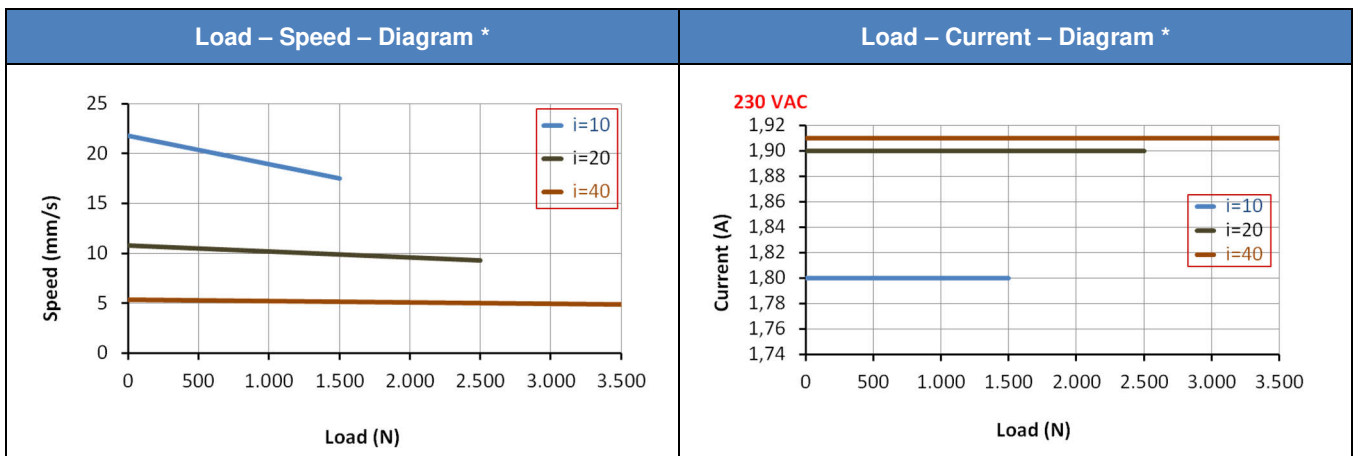 Load – Speed – Diagram *
Load – Current – Diagram *
25
20
15
10
5
0
Speed (mm/s)
i=10
i=20
i=40
0 500 1.000 1.500 2.000 2.500 3.000 3.500
Load (N)
230 VAC
1,92
1,90
1,88
1,86
1,84
1,82
1,80
1,78
1,76
1,74
Current (A)
i=10
i=20
i=40
0 500 1.000 1.500 2.000 2.500 3.000 3.500
Load (N)